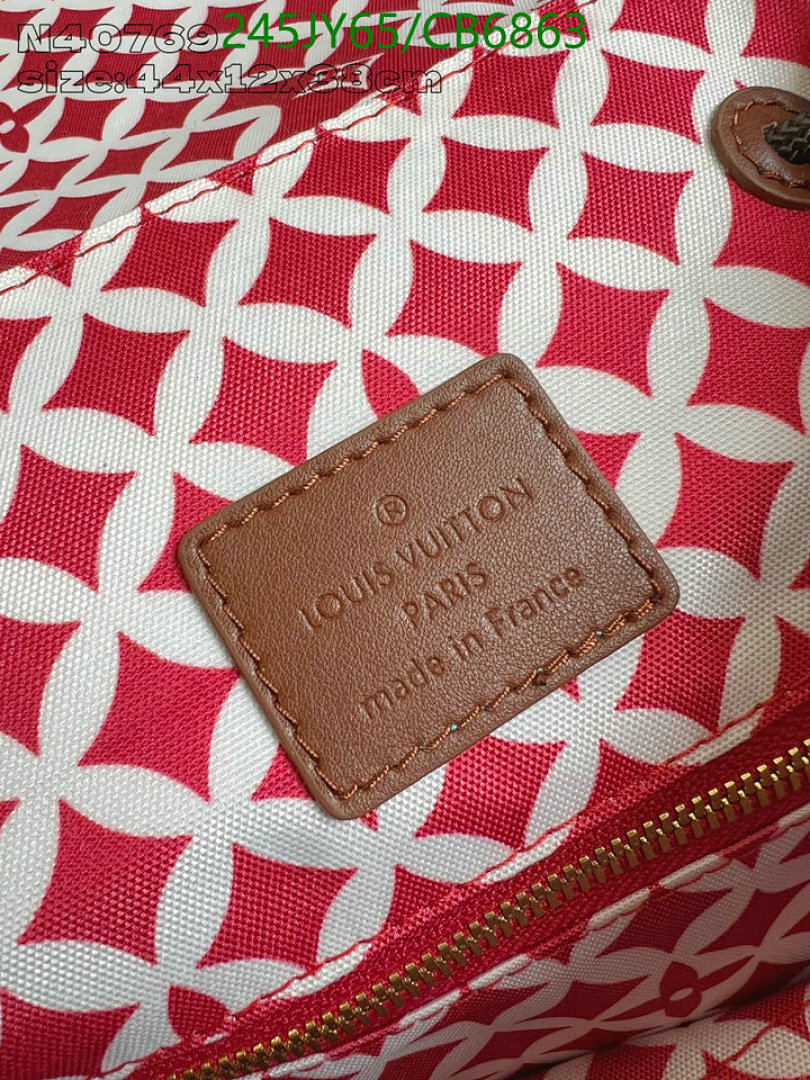 N40769 245JY65/CB6863
size:44x12x38cm
®
LOUIS VUITTON
PARIS
made in France